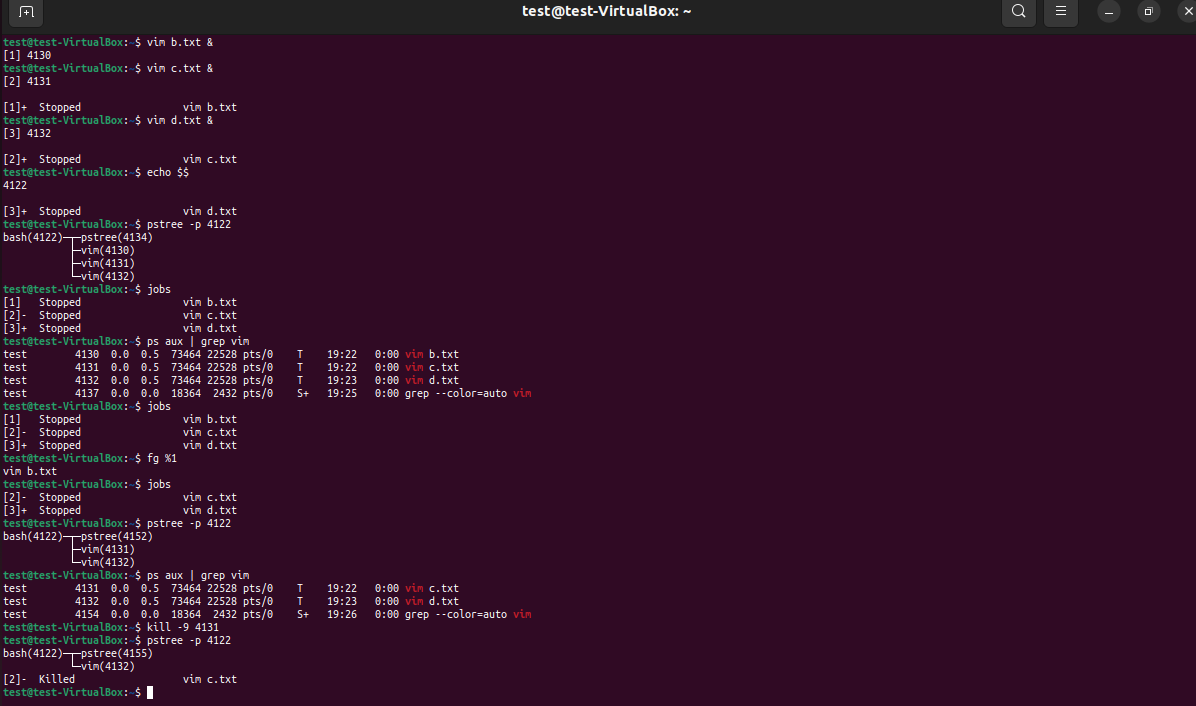 test@test-VirtualBox: ~
test@test-VirtualBox:~$ vim b.txt &
[1] 4130
test@test-VirtualBox:~$ vim c.txt &
[2] 4131

[1]+  Stopped                 vim b.txt
test@test-VirtualBox:~$ vim d.txt &
[3] 4132

[2]+  Stopped                 vim c.txt
test@test-VirtualBox:~$ echo $$
4122

[3]+  Stopped                 vim d.txt
test@test-VirtualBox:~$ pstree -p 4122
bash(4122)─┬─pstree(4134)
           ├─vim(4130)
           ├─vim(4131)
           └─vim(4132)
test@test-VirtualBox:~$ jobs
[1]   Stopped                 vim b.txt
[2]-  Stopped                 vim c.txt
[3]+  Stopped                 vim d.txt
test@test-VirtualBox:~$ ps aux | grep vim
test        4130  0.0  0.5  73464 22528 pts/0    T    19:22   0:00 vim b.txt
test        4131  0.0  0.5  73464 22528 pts/0    T    19:22   0:00 vim c.txt
test        4132  0.0  0.5  73464 22528 pts/0    T    19:23   0:00 vim d.txt
test        4137  0.0  0.0  18364  2432 pts/0    S+   19:25   0:00 grep --color=auto vim
test@test-VirtualBox:~$ jobs
[1]   Stopped                 vim b.txt
[2]-  Stopped                 vim c.txt
[3]+  Stopped                 vim d.txt
test@test-VirtualBox:~$ fg %1
vim b.txt
test@test-VirtualBox:~$ jobs
[2]-  Stopped                 vim c.txt
[3]+  Stopped                 vim d.txt
test@test-VirtualBox:~$ pstree -p 4122
bash(4122)─┬─pstree(4152)
           ├─vim(4131)
           └─vim(4132)
test@test-VirtualBox:~$ ps aux | grep vim
test        4131  0.0  0.5  73464 22528 pts/0    T    19:22   0:00 vim c.txt
test        4132  0.0  0.5  73464 22528 pts/0    T    19:23   0:00 vim d.txt
test        4154  0.0  0.0  18364  2432 pts/0    S+   19:26   0:00 grep --color=auto vim
test@test-VirtualBox:~$ kill -9 4131
test@test-VirtualBox:~$ pstree -p 4122
bash(4122)─┬─pstree(4155)
           └─vim(4132)
[2]-  Killed                  vim c.txt
test@test-VirtualBox:~$